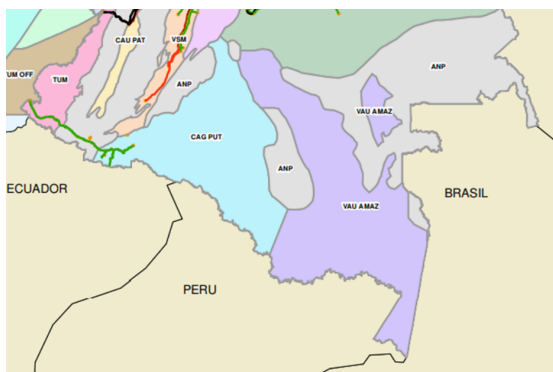 CAU PAT
VSM
ANP
TUM OFF
TUM
ANP
VAU AMAZ
CAG PUT
ANP
ECUADOR
BRASIL
VAU AMAZ
PERU